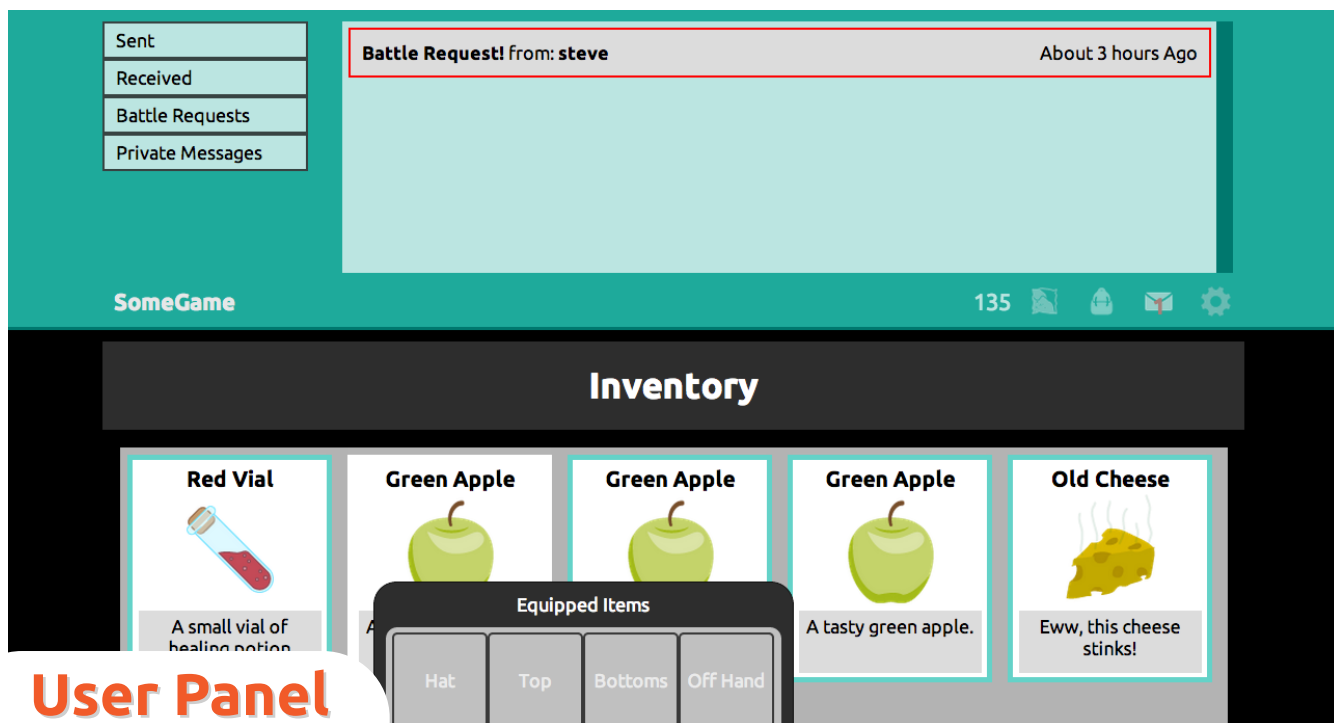 Sent
Received
Battle Requests
Private Messages
Battle Request! from: steve
About 3 hours Ago
SomeGame
135
1
Inventory
Red Vial
Green Apple
Green Apple
Green Apple
Old Cheese
A small vial of
healing potion
A
A tasty green apple.
Eww, this cheese
stinks!
Equipped Items
Hat
Top
Bottoms
Off Hand
User Panel